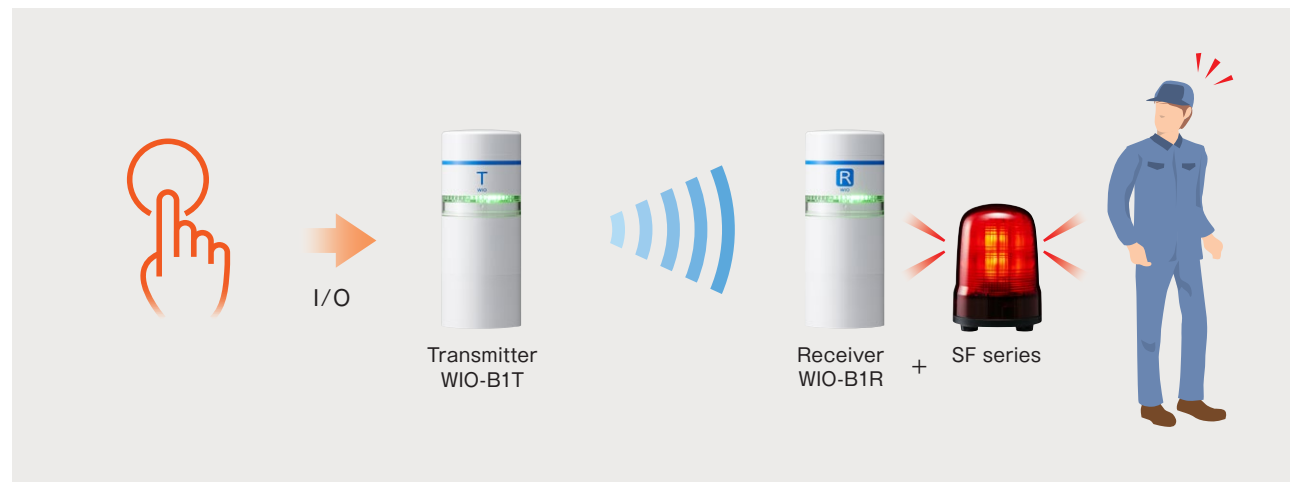 T
WIO
R
WIO
I/O
Transmitter
WIO-B1T
Receiver
WIO-B1R
+
SF series